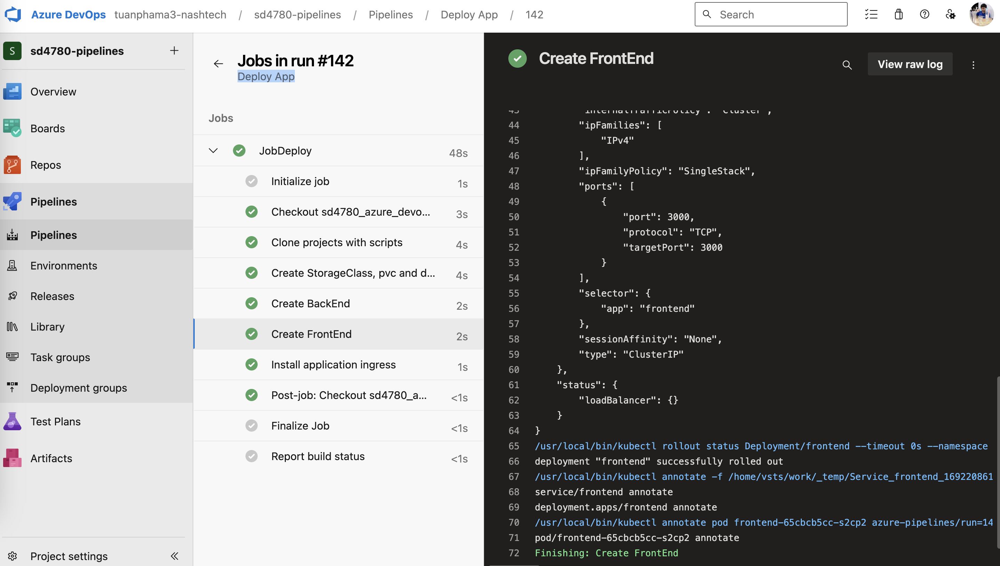 Azure DevOps tuanphama3-nashtech / sd4780-pipelines / Pipelines / Deploy App / 142
Search
S sd4780-pipelines
Overview
Boards
Repos
Pipelines
Pipelines
Environments
Releases
Library
Task groups
Deployment groups
Test Plans
Artifacts
Project settings
Jobs in run #142
Deploy App
Jobs
JobDeploy 48s
Initialize job 1s
Checkout sd4780_azure_devo... 3s
Clone projects with scripts 4s
Create StorageClass, pvc and d... 4s
Create BackEnd 2s
Create FrontEnd 2s
Install application ingress 1s
Post-job: Checkout sd4780_a... <1s
Finalize Job <1s
Report build status <1s
Create FrontEnd
View raw log
43 "internalTrafficPolicy": "Cluster",
44 "ipFamilies": [
45 "IPv4"
46 ],
47 "ipFamilyPolicy": "SingleStack",
48 "ports": [
49 {
50 "port": 3000,
51 "protocol": "TCP",
52 "targetPort": 3000
53 }
54 ],
55 "selector": {
56 "app": "frontend"
57 },
58 "sessionAffinity": "None",
59 "type": "ClusterIP"
60 },
61 "status": {
62 "loadBalancer": {}
63 }
64 }
65 /usr/local/bin/kubectl rollout status Deployment/frontend --timeout 0s --namespace
66 deployment "frontend" successfully rolled out
67 /usr/local/bin/kubectl annotate -f /home/vsts/work/_temp/Service_frontend_169220861
68 service/frontend annotate
69 deployment.apps/frontend annotate
70 /usr/local/bin/kubectl annotate pod frontend-65cbcb5cc-s2cp2 azure-pipelines/run=14
71 pod/frontend-65cbcb5cc-s2cp2 annotate
72 Finishing: Create FrontEnd